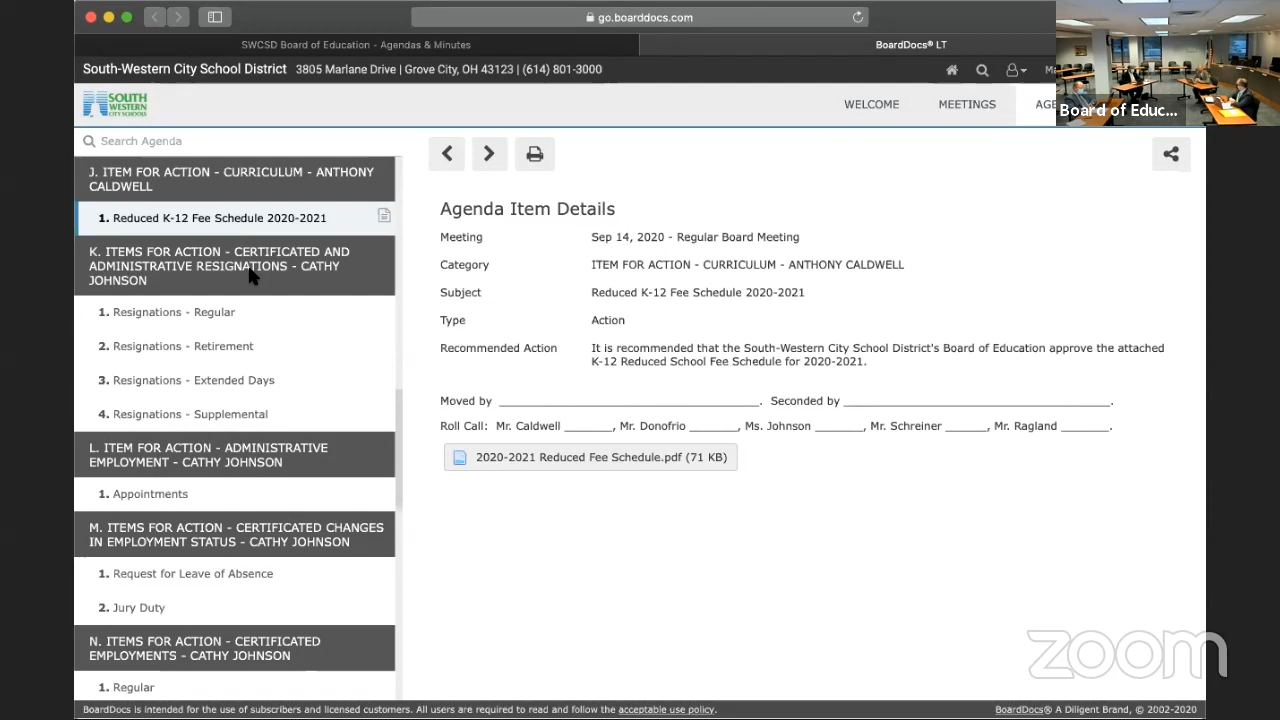 go.boarddocs.com
SWCSD Board of Education - Agendas & Minutes
BoardDocs® LT
South-Western City School District 3805 Marlane Drive | Grove City, OH 43123 | (614) 801-3000
Board of Educ...
SOUTH
WESTERN
CITY SCHOOLS
WELCOME
MEETINGS
Search Agenda
J. ITEM FOR ACTION - CURRICULUM - ANTHONY
CALDWELL
1. Reduced K-12 Fee Schedule 2020-2021
K. ITEMS FOR ACTION - CERTIFICATED AND
ADMINISTRATIVE RESIGNATIONS - CATHY
JOHNSON
1. Resignations - Regular
2. Resignations - Retirement
3. Resignations - Extended Days
4. Resignations - Supplemental
L. ITEM FOR ACTION - ADMINISTRATIVE
EMPLOYMENT - CATHY JOHNSON
1. Appointments
M. ITEMS FOR ACTION - CERTIFICATED CHANGES
IN EMPLOYMENT STATUS - CATHY JOHNSON
1. Request for Leave of Absence
2. Jury Duty
N. ITEMS FOR ACTION - CERTIFICATED
EMPLOYMENTS - CATHY JOHNSON
1. Regular
Agenda Item Details
Meeting Sep 14, 2020 - Regular Board Meeting
Category ITEM FOR ACTION - CURRICULUM - ANTHONY CALDWELL
Subject Reduced K-12 Fee Schedule 2020-2021
Type Action
Recommended Action It is recommended that the South-Western City School District's Board of Education approve the attached
K-12 Reduced School Fee Schedule for 2020-2021.
Moved by ______________________________________. Seconded by _______________________________________.
Roll Call: Mr. Caldwell _______, Mr. Donofrio _______, Ms. Johnson _______, Mr. Schreiner ______, Mr. Ragland _______.
2020-2021 Reduced Fee Schedule.pdf (71 KB)
zoom
BoardDocs is intended for the use of subscribers and licensed customers. All users are required to read and follow the acceptable use policy.
BoardDocs® A Diligent Brand, © 2002-2020